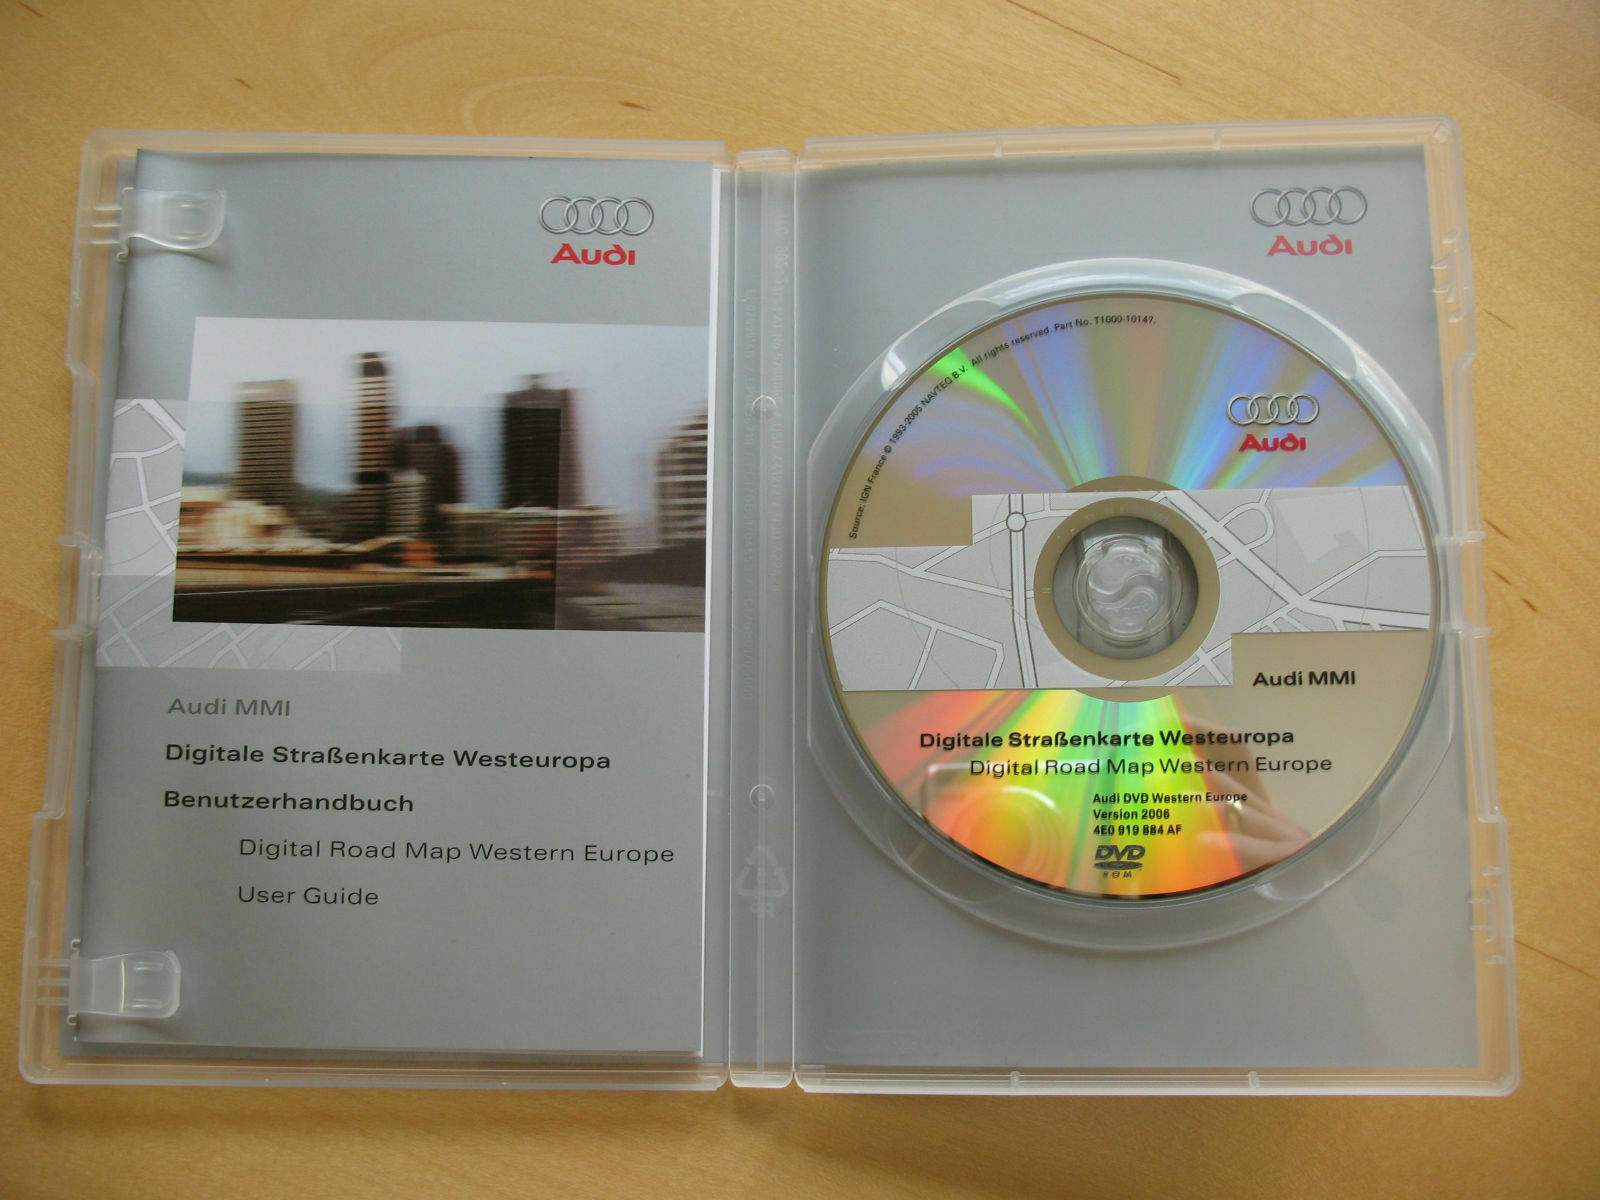 Audi
Audi MMI
Digitale Straßenkarte Westeuropa
Benutzerhandbuch
Digital Road Map Western Europe
User Guide
Audi
Source: IGN France © 1993-2005 NAVTEQ B.V. All rights reserved. Part No. T1000-10147.
Audi
Audi MMI
Digitale Straßenkarte Westeuropa
Digital Road Map Western Europe
Audi DVD Western Europe
Version 2006
4E0 919 884 AF
DVD
ROM